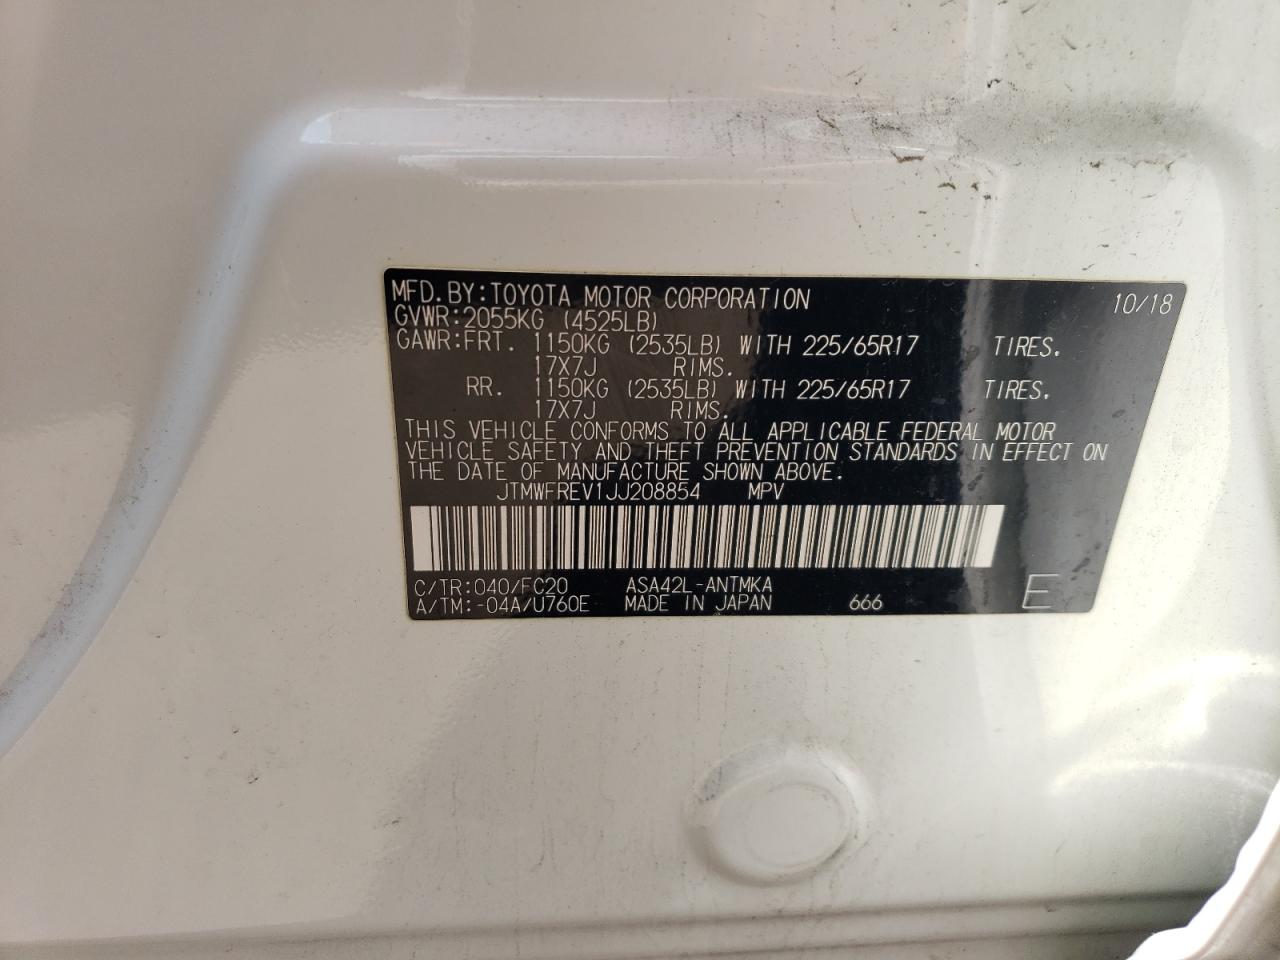 MFD.BY:TOYOTA MOTOR CORPORATION 10/18
GVWR:2055KG (4525LB)
GAWR:FRT. 1150KG (2535LB) WITH 225/65R17 TIRES.
17X7J RIMS.
RR. 1150KG (2535LB) WITH 225/65R17 TIRES.
17X7J RIMS.
THIS VEHICLE CONFORMS TO ALL APPLICABLE FEDERAL MOTOR
VEHICLE SAFETY AND THEFT PREVENTION STANDARDS IN EFFECT ON
THE DATE OF MANUFACTURE SHOWN ABOVE.
JTMWFREV1JJ208854 MPV
C/TR:040/FC20 ASA42L-ANTMKA
A/TM:-04A/U760E MADE IN JAPAN 666 E